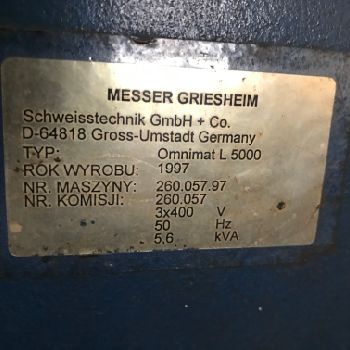 MESSER GRIESHEIM
Schweisstechnik GmbH + Co.
D-64818 Gross-Umstadt Germany
TYP: Omnimat L 5000
ROK WYROBU: 1997
NR. MASZYNY: 260.057.97
NR. KOMISJI: 260.057
3x400 V
50 Hz
5,6 kVA